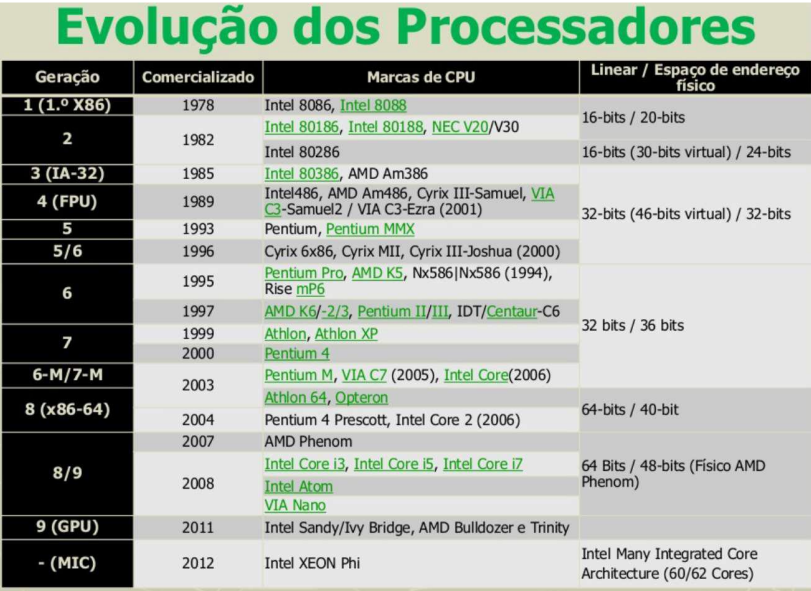 Evolução dos Processadores
Geração Comercializado Marcas de CPU Linear / Espaço de endereço
físico
1 (1.º X86) 1978 Intel 8086, Intel 8088
16-bits / 20-bits
2 1982 Intel 80186, Intel 80188, NEC V20/V30
Intel 80286 16-bits (30-bits virtual) / 24-bits
3 (IA-32) 1985 Intel 80386, AMD Am386
4 (FPU) 1989 Intel486, AMD Am486, Cyrix III-Samuel, VIA
C3-Samuel2 / VIA C3-Ezra (2001)
32-bits (46-bits virtual) / 32-bits
5 1993 Pentium, Pentium MMX
5/6 1996 Cyrix 6x86, Cyrix MII, Cyrix III-Joshua (2000)
6 1995 Pentium Pro, AMD K5, Nx586|Nx586 (1994),
Rise mP6
1997 AMD K6/-2/3, Pentium II/III, IDT/Centaur-C6
32 bits / 36 bits
7 1999 Athlon, Athlon XP
2000 Pentium 4
6-M/7-M 2003 Pentium M, VIA C7 (2005), Intel Core(2006)
8 (x86-64) Athlon 64, Opteron
64-bits / 40-bit
2004 Pentium 4 Prescott, Intel Core 2 (2006)
8/9 2007 AMD Phenom
2008 Intel Core i3, Intel Core i5, Intel Core i7
64 Bits / 48-bits (Físico AMD
Phenom)
Intel Atom
VIA Nano
9 (GPU) 2011 Intel Sandy/Ivy Bridge, AMD Bulldozer e Trinity
- (MIC) 2012 Intel XEON Phi
Intel Many Integrated Core
Architecture (60/62 Cores)